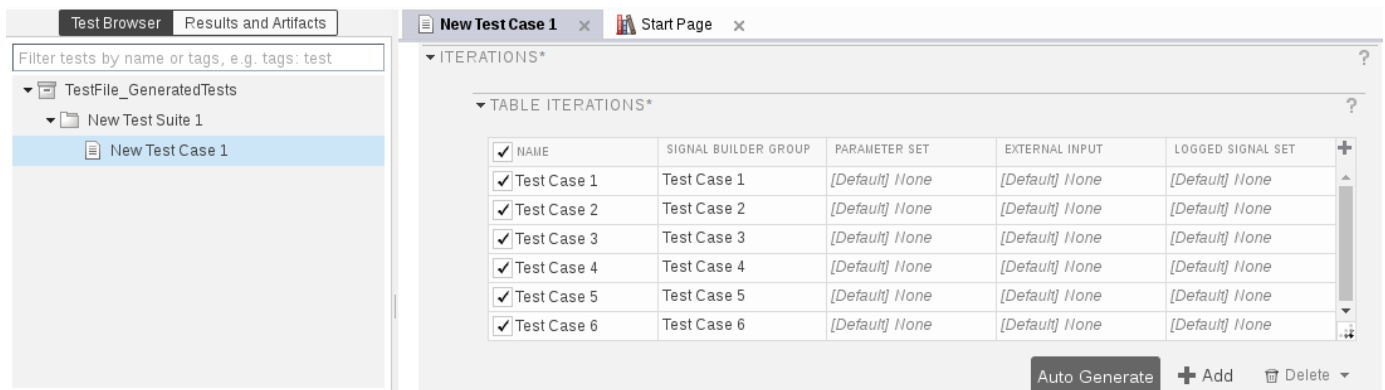 Test Browser Results and Artifacts
Filter tests by name or tags, e.g. tags: test
TestFile_GeneratedTests
New Test Suite 1
New Test Case 1
New Test Case 1 × Start Page ×
ITERATIONS* ?
TABLE ITERATIONS* ?
NAME SIGNAL BUILDER GROUP PARAMETER SET EXTERNAL INPUT LOGGED SIGNAL SET +
Test Case 1 Test Case 1 [Default] None [Default] None [Default] None
Test Case 2 Test Case 2 [Default] None [Default] None [Default] None
Test Case 3 Test Case 3 [Default] None [Default] None [Default] None
Test Case 4 Test Case 4 [Default] None [Default] None [Default] None
Test Case 5 Test Case 5 [Default] None [Default] None [Default] None
Test Case 6 Test Case 6 [Default] None [Default] None [Default] None
Auto Generate + Add Delete